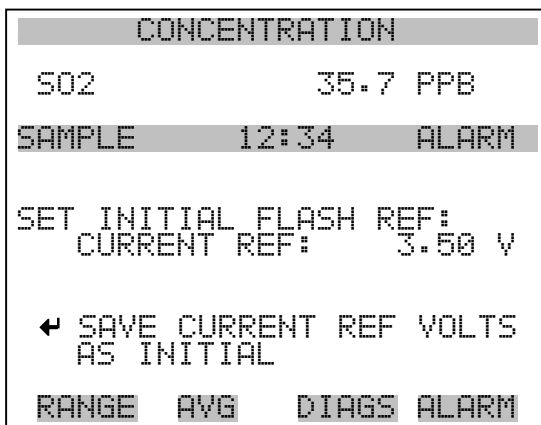 CONCENTRATION
SO2 35.7 PPB
SAMPLE 12:34 ALARM
SET INITIAL FLASH REF:
CURRENT REF: 3.50 V
↵ SAVE CURRENT REF VOLTS
AS INITIAL
RANGE AVG DIAGS ALARM